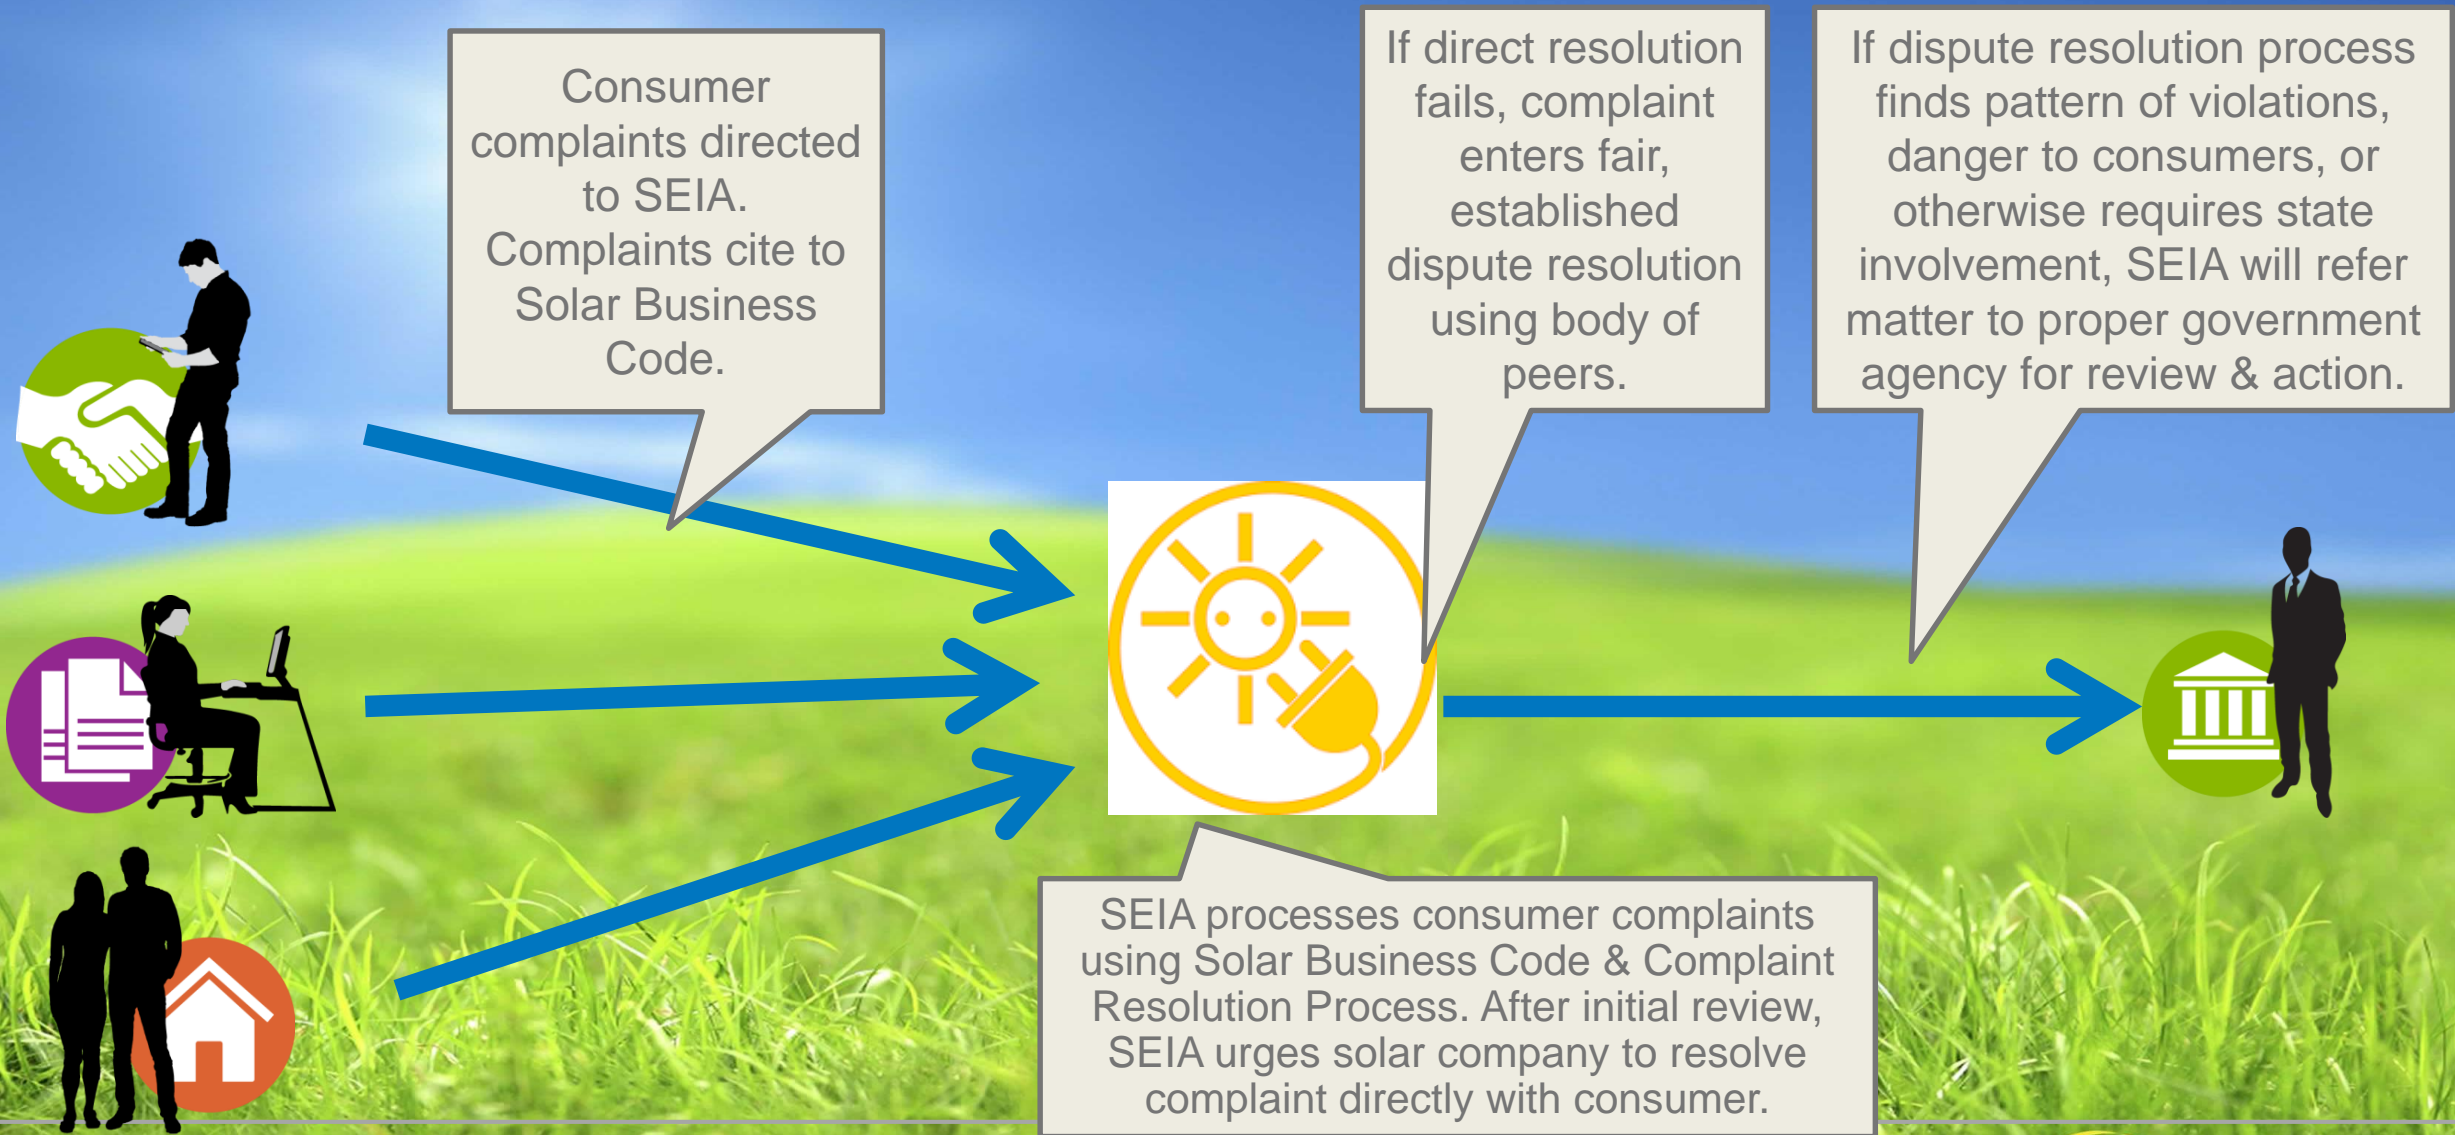 Consumer
complaints directed
to SEIA.
Complaints cite to
Solar Business
Code.
If direct resolution
fails, complaint
enters fair,
established
dispute resolution
using body of
peers.
If dispute resolution process
finds pattern of violations,
danger to consumers, or
otherwise requires state
involvement, SEIA will refer
matter to proper government
agency for review & action.
SEIA processes consumer complaints
using Solar Business Code & Complaint
Resolution Process. After initial review,
SEIA urges solar company to resolve
complaint directly with consumer.